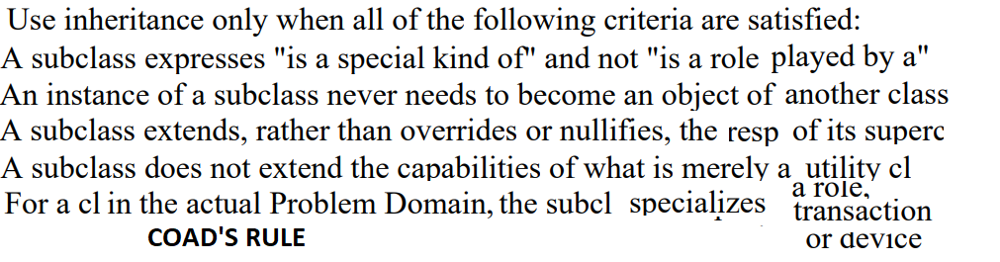 Use inheritance only when all of the following criteria are satisfied:
A subclass expresses "is a special kind of" and not "is a role played by a"
An instance of a subclass never needs to become an object of another class
A subclass extends, rather than overrides or nullifies, the resp of its superc
A subclass does not extend the capabilities of what is merely a utility cl
For a cl in the actual Problem Domain, the subcl specializes a role,
transaction
or device
COAD'S RULE